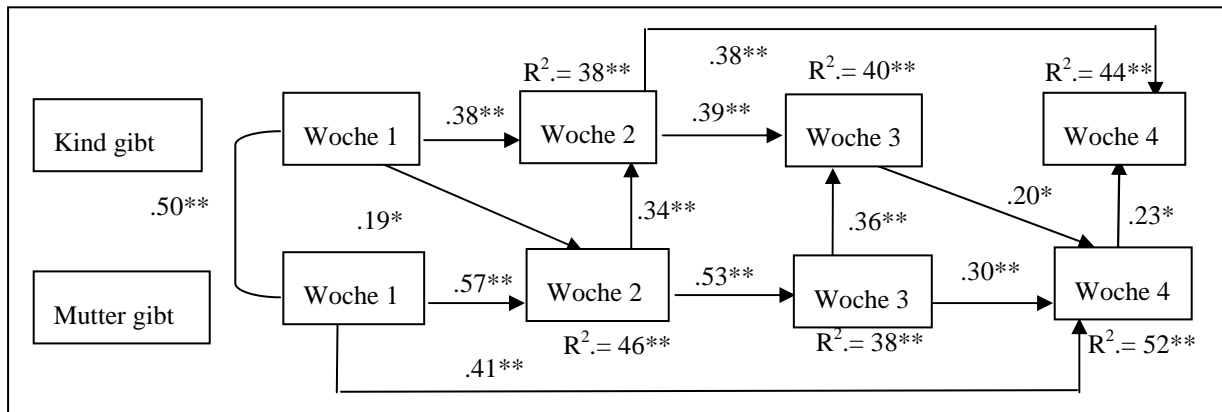 .38**
R².= 38**
R².= 40**
R².= 44**
Kind gibt
Woche 1
.38**
Woche 2
.39**
Woche 3
Woche 4
.50**
.19*
.34**
.36**
.20*
.23*
Mutter gibt
Woche 1
.57**
Woche 2
.53**
Woche 3
.30**
Woche 4
R².= 46**
R².= 38**
R².= 52**
.41**